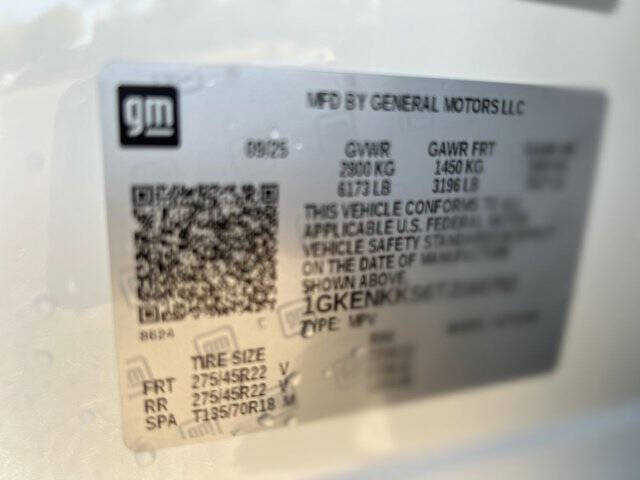 gm
MFD BY GENERAL MOTORS LLC
09/25 GVWR GAWR FRT
2800 KG 1450 KG
6173 LB 3196 LB
THIS VEHICLE CONFORMS TO ALL
APPLICABLE U.S. FEDERAL MOTOR
VEHICLE SAFETY STANDARDS IN EFFECT
ON THE DATE OF MANUFACTURE
SHOWN ABOVE.
1GKENKKS
TYPE: MPV
8624
TIRE SIZE
FRT 275/45R22 V
RR 275/45R22 V
SPA T135/70R18 M